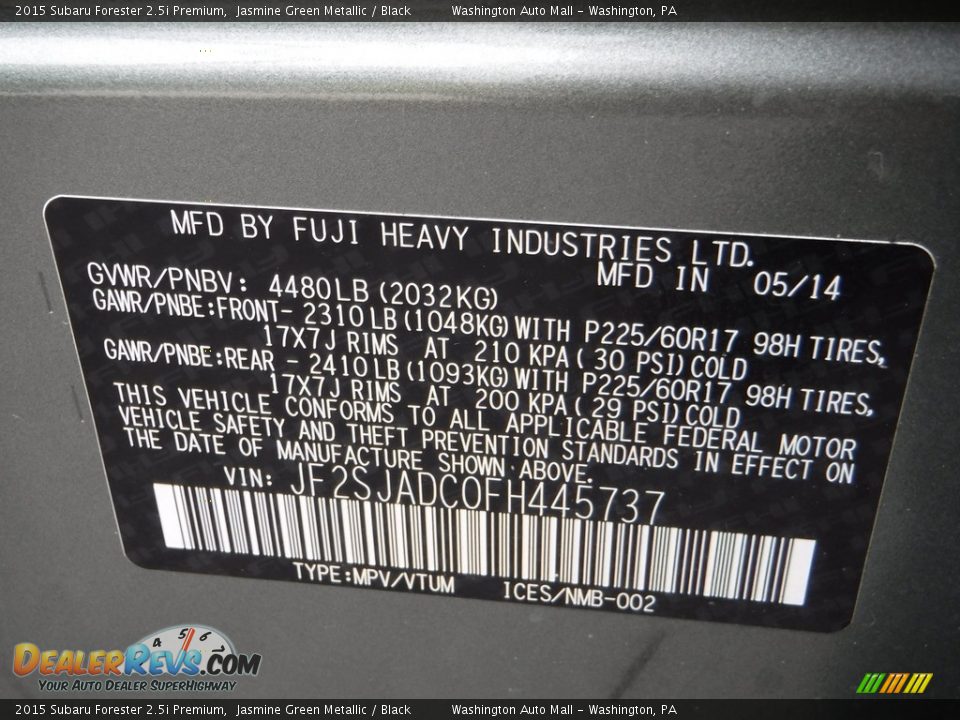 2015 Subaru Forester 2.5i Premium, Jasmine Green Metallic / Black Washington Auto Mall - Washington, PA
MFD BY FUJI HEAVY INDUSTRIES LTD.
MFD IN 05/14
GVWR/PNBV: 4480LB (2032KG)
GAWR/PNBE:FRONT- 2310LB (1048KG) WITH P225/60R17 98H TIRES,
17X7J RIMS AT 210 KPA ( 30 PSI) COLD
GAWR/PNBE:REAR - 2410LB (1093KG) WITH P225/60R17 98H TIRES,
17X7J RIMS AT 200 KPA ( 29 PSI) COLD
THIS VEHICLE CONFORMS TO ALL APPLICABLE FEDERAL MOTOR
VEHICLE SAFETY AND THEFT PREVENTION STANDARDS IN EFFECT ON
THE DATE OF MANUFACTURE SHOWN ABOVE.
VIN: JF2SJADC0FH445737
TYPE:MPV/VTUM ICES/NMB-002
4 5 6 7
DEALERREVS.COM
YOUR AUTO DEALER SUPERHIGHWAY
2015 Subaru Forester 2.5i Premium, Jasmine Green Metallic / Black Washington Auto Mall - Washington, PA